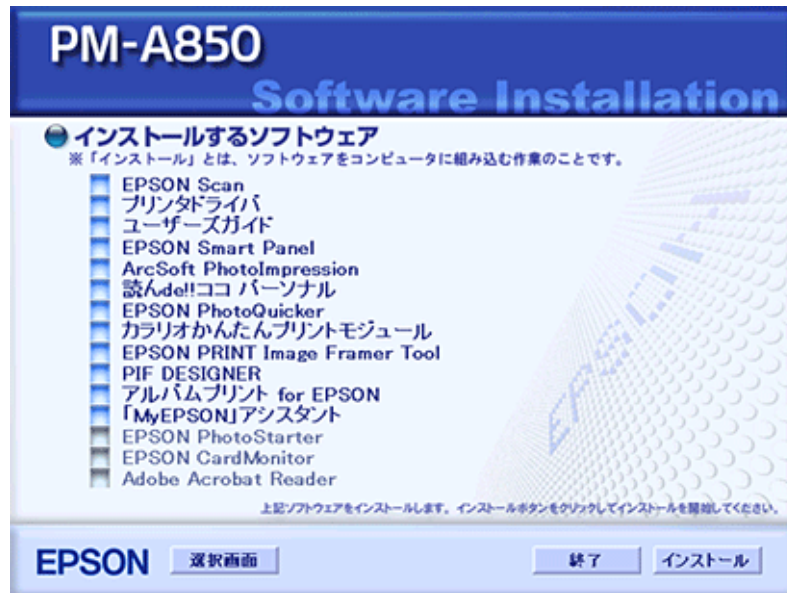 PM-A850
Software Installation
インストールするソフトウェア
※「インストール」とは、ソフトウェアをコンピュータに組み込む作業のことです。
EPSON Scan
プリンタドライバ
ユーザーズガイド
EPSON Smart Panel
ArcSoft PhotoImpression
読んde!!ココ パーソナル
EPSON PhotoQuicker
カラリオかんたんプリントモジュール
EPSON PRINT Image Framer Tool
PIF DESIGNER
アルバムプリント for EPSON
「MyEPSON」アシスタント
EPSON PhotoStarter
EPSON CardMonitor
Adobe Acrobat Reader
EPSON
上記ソフトウェアをインストールします。インストールボタンをクリックしてインストールを開始してください。
EPSON 選択画面 終了 インストール